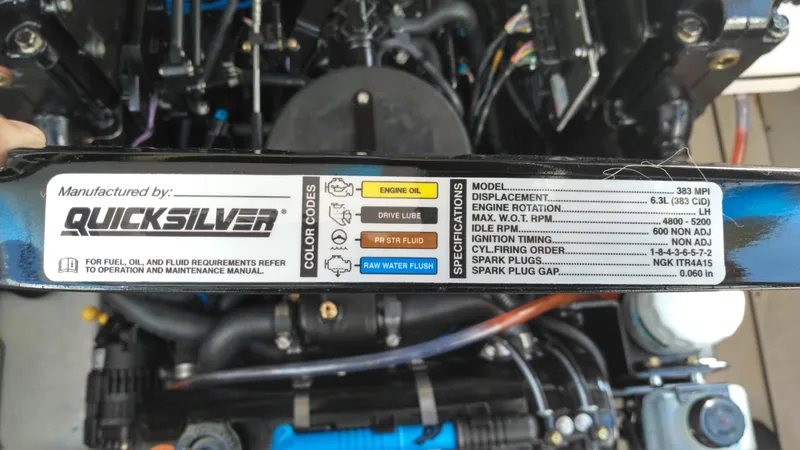 Manufactured by:
QUICKSILVER®
FOR FUEL, OIL, AND FLUID REQUIREMENTS REFER
TO OPERATION AND MAINTENANCE MANUAL.
COLOR CODES
ENGINE OIL
DRIVE LUBE
PR STR FLUID
RAW WATER FLUSH
SPECIFICATIONS
MODEL 383 MPI
DISPLACEMENT 6.3L (383 CID)
ENGINE ROTATION LH
MAX. W.O.T. RPM 4800 - 5200
IDLE RPM 600 NON ADJ
IGNITION TIMING NON ADJ
CYL.FIRING ORDER 1-8-4-3-6-5-7-2
SPARK PLUGS NGK ITR4A15
SPARK PLUG GAP 0.060 in